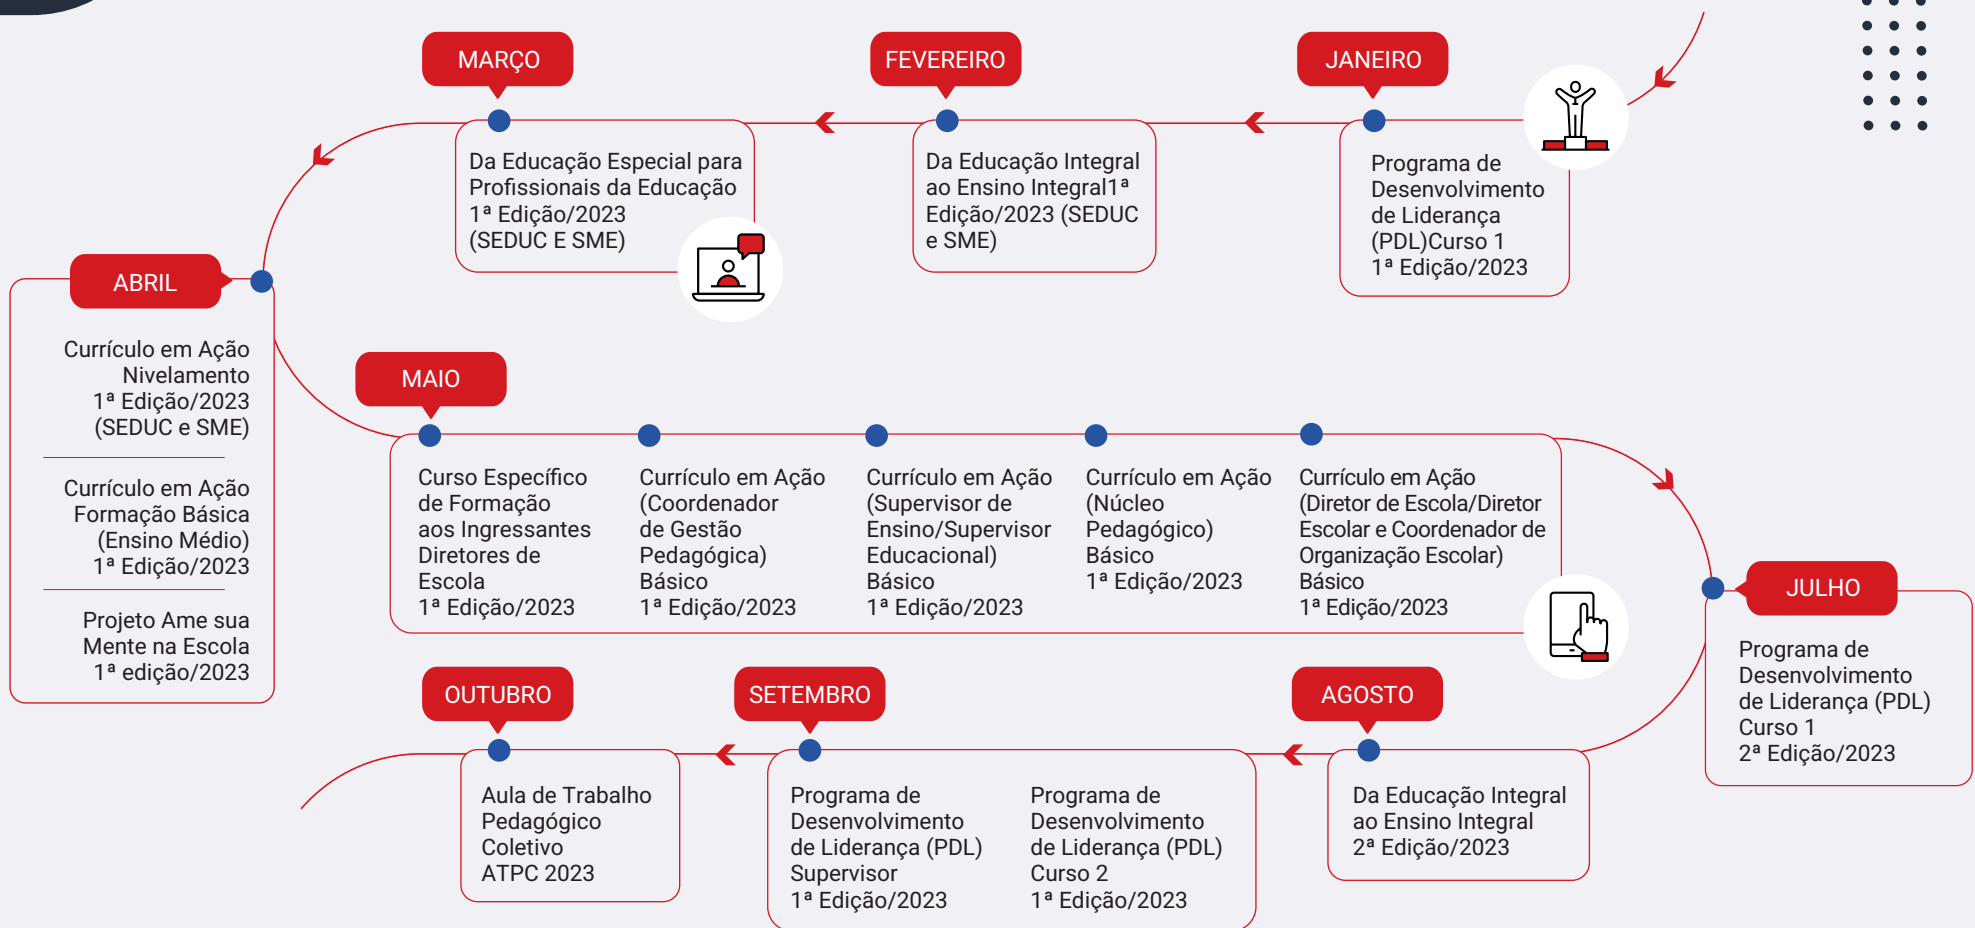 JANEIRO
Programa de
Desenvolvimento
de Liderança
(PDL)Curso 1
1ª Edição/2023
FEVEREIRO
Da Educação Integral
ao Ensino Integral1ª
Edição/2023 (SEDUC
e SME)
MARÇO
Da Educação Especial para
Profissionais da Educação
1ª Edição/2023
(SEDUC E SME)
ABRIL
Currículo em Ação
Nivelamento
1ª Edição/2023
(SEDUC e SME)
Currículo em Ação
Formação Básica
(Ensino Médio)
1ª Edição/2023
Projeto Ame sua
Mente na Escola
1ª edição/2023
MAIO
Curso Específico
de Formação
aos Ingressantes
Diretores de
Escola
1ª Edição/2023
Currículo em Ação
(Coordenador
de Gestão
Pedagógica)
Básico
1ª Edição/2023
Currículo em Ação
(Supervisor de
Ensino/Supervisor
Educacional)
Básico
1ª Edição/2023
Currículo em Ação
(Núcleo
Pedagógico)
Básico
1ª Edição/2023
Currículo em Ação
(Diretor de Escola/Diretor
Escolar e Coordenador de
Organização Escolar)
Básico
1ª Edição/2023
JULHO
Programa de
Desenvolvimento
de Liderança (PDL)
Curso 1
2ª Edição/2023
AGOSTO
Da Educação Integral
ao Ensino Integral
2ª Edição/2023
SETEMBRO
Programa de
Desenvolvimento
de Liderança (PDL)
Supervisor
1ª Edição/2023
Programa de
Desenvolvimento
de Liderança (PDL)
Curso 2
1ª Edição/2023
OUTUBRO
Aula de Trabalho
Pedagógico
Coletivo
ATPC 2023